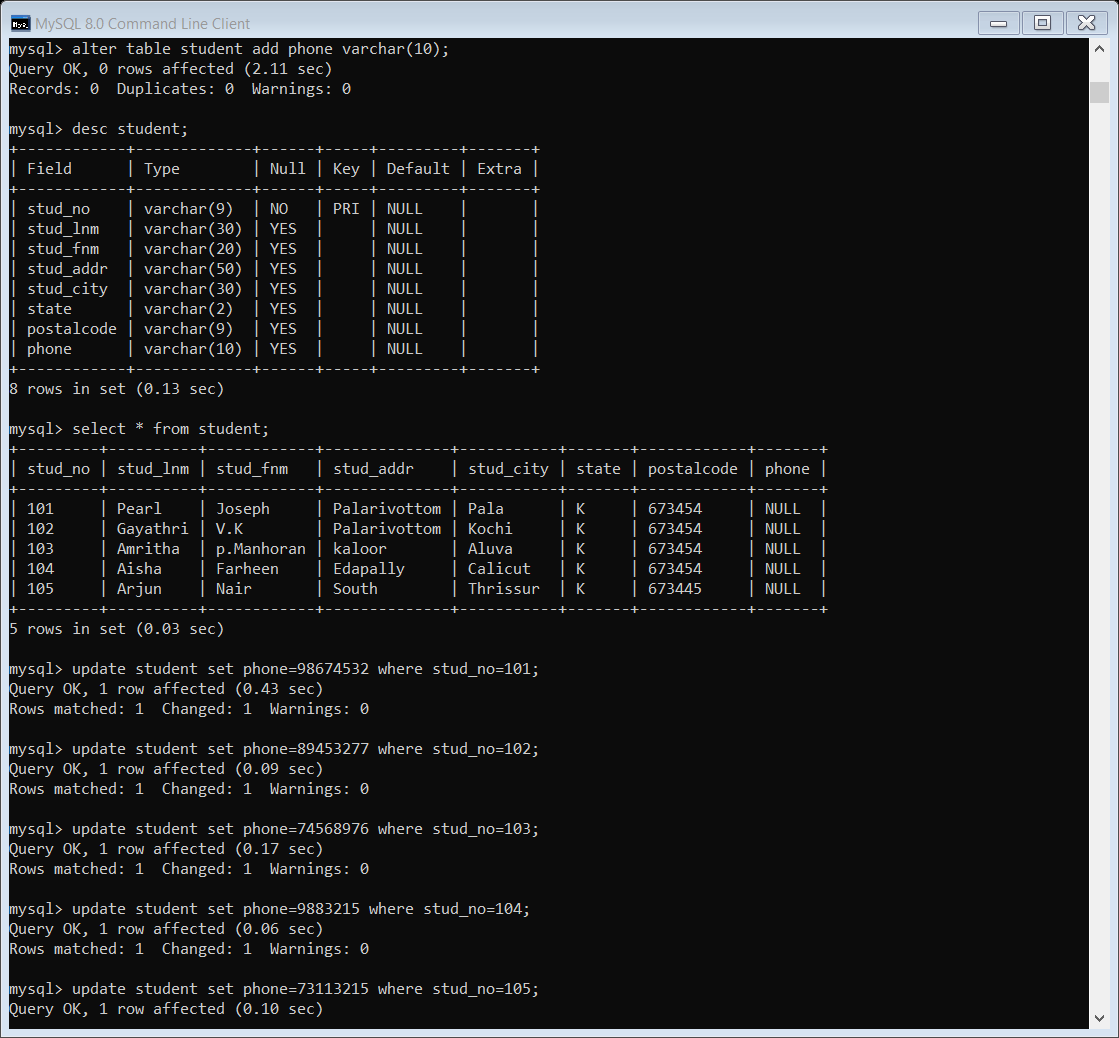 MySQL 8.0 Command Line Client
mysql> alter table student add phone varchar(10);
Query OK, 0 rows affected (2.11 sec)
Records: 0  Duplicates: 0  Warnings: 0

mysql> desc student;
+------------+-------------+------+-----+---------+-------+
| Field      | Type        | Null | Key | Default | Extra |
+------------+-------------+------+-----+---------+-------+
| stud_no    | varchar(9)  | NO   | PRI | NULL    |       |
| stud_lnm   | varchar(30) | YES  |     | NULL    |       |
| stud_fnm   | varchar(20) | YES  |     | NULL    |       |
| stud_addr  | varchar(50) | YES  |     | NULL    |       |
| stud_city  | varchar(30) | YES  |     | NULL    |       |
| state      | varchar(2)  | YES  |     | NULL    |       |
| postalcode | varchar(9)  | YES  |     | NULL    |       |
| phone      | varchar(10) | YES  |     | NULL    |       |
+------------+-------------+------+-----+---------+-------+
8 rows in set (0.13 sec)

mysql> select * from student;
+---------+----------+------------+--------------+-----------+-------+------------+-------+
| stud_no | stud_lnm | stud_fnm   | stud_addr    | stud_city | state | postalcode | phone |
+---------+----------+------------+--------------+-----------+-------+------------+-------+
| 101     | Pearl    | Joseph     | Palarivottom | Pala      | K     | 673454     | NULL  |
| 102     | Gayathri | V.K        | Palarivottom | Kochi     | K     | 673454     | NULL  |
| 103     | Amritha  | p.Manhoran | kaloor       | Aluva     | K     | 673454     | NULL  |
| 104     | Aisha    | Farheen    | Edapally     | Calicut   | K     | 673454     | NULL  |
| 105     | Arjun    | Nair       | South        | Thrissur  | K     | 673445     | NULL  |
+---------+----------+------------+--------------+-----------+-------+------------+-------+
5 rows in set (0.03 sec)

mysql> update student set phone=98674532 where stud_no=101;
Query OK, 1 row affected (0.43 sec)
Rows matched: 1  Changed: 1  Warnings: 0

mysql> update student set phone=89453277 where stud_no=102;
Query OK, 1 row affected (0.09 sec)
Rows matched: 1  Changed: 1  Warnings: 0

mysql> update student set phone=74568976 where stud_no=103;
Query OK, 1 row affected (0.17 sec)
Rows matched: 1  Changed: 1  Warnings: 0

mysql> update student set phone=9883215 where stud_no=104;
Query OK, 1 row affected (0.06 sec)
Rows matched: 1  Changed: 1  Warnings: 0

mysql> update student set phone=73113215 where stud_no=105;
Query OK, 1 row affected (0.10 sec)